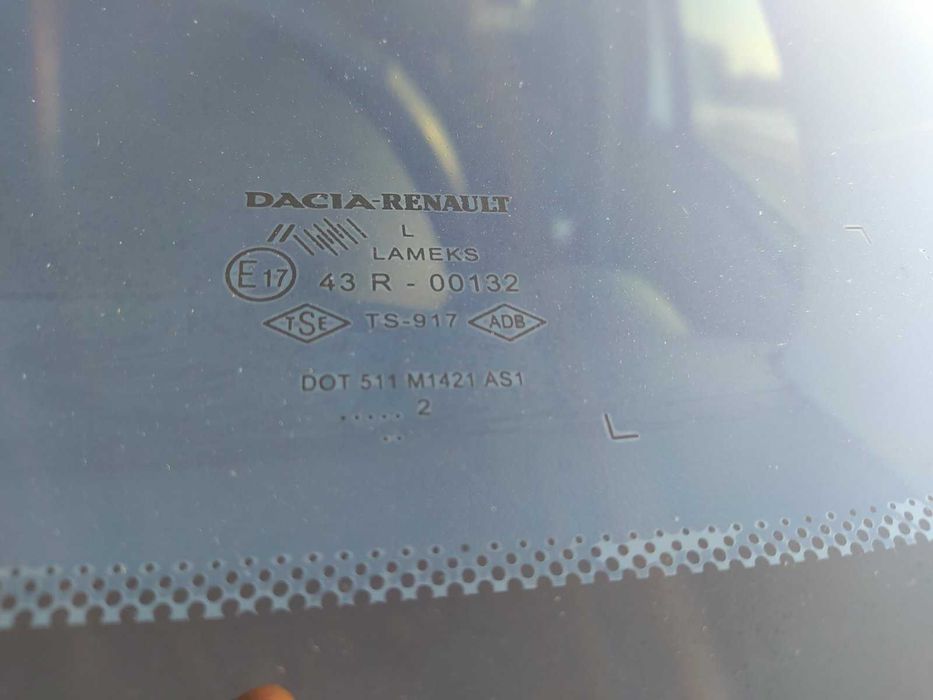 DACIA-RENAULT
L
LAMEKS
E17 43 R - 00132
TSE TS-917 ADB
DOT 511 M1421 AS1
..... 2
..